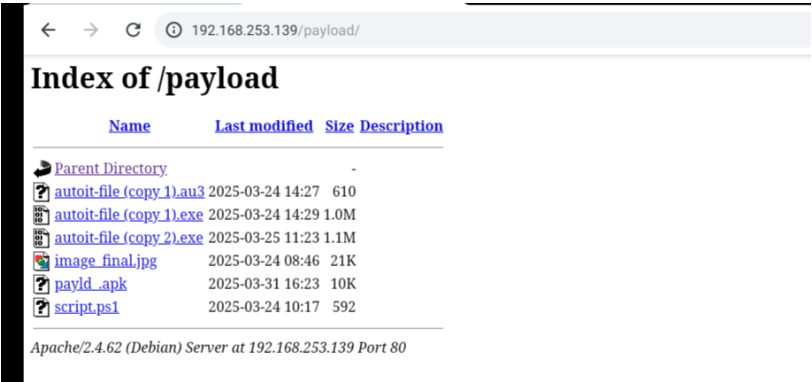 192.168.253.139/payload/
Index of /payload
Name Last modified Size Description
Parent Directory -
autoit-file (copy 1).au3 2025-03-24 14:27 610
autoit-file (copy 1).exe 2025-03-24 14:29 1.0M
autoit-file (copy 2).exe 2025-03-25 11:23 1.1M
image_final.jpg 2025-03-24 08:46 21K
payld_.apk 2025-03-31 16:23 10K
script.ps1 2025-03-24 10:17 592
Apache/2.4.62 (Debian) Server at 192.168.253.139 Port 80